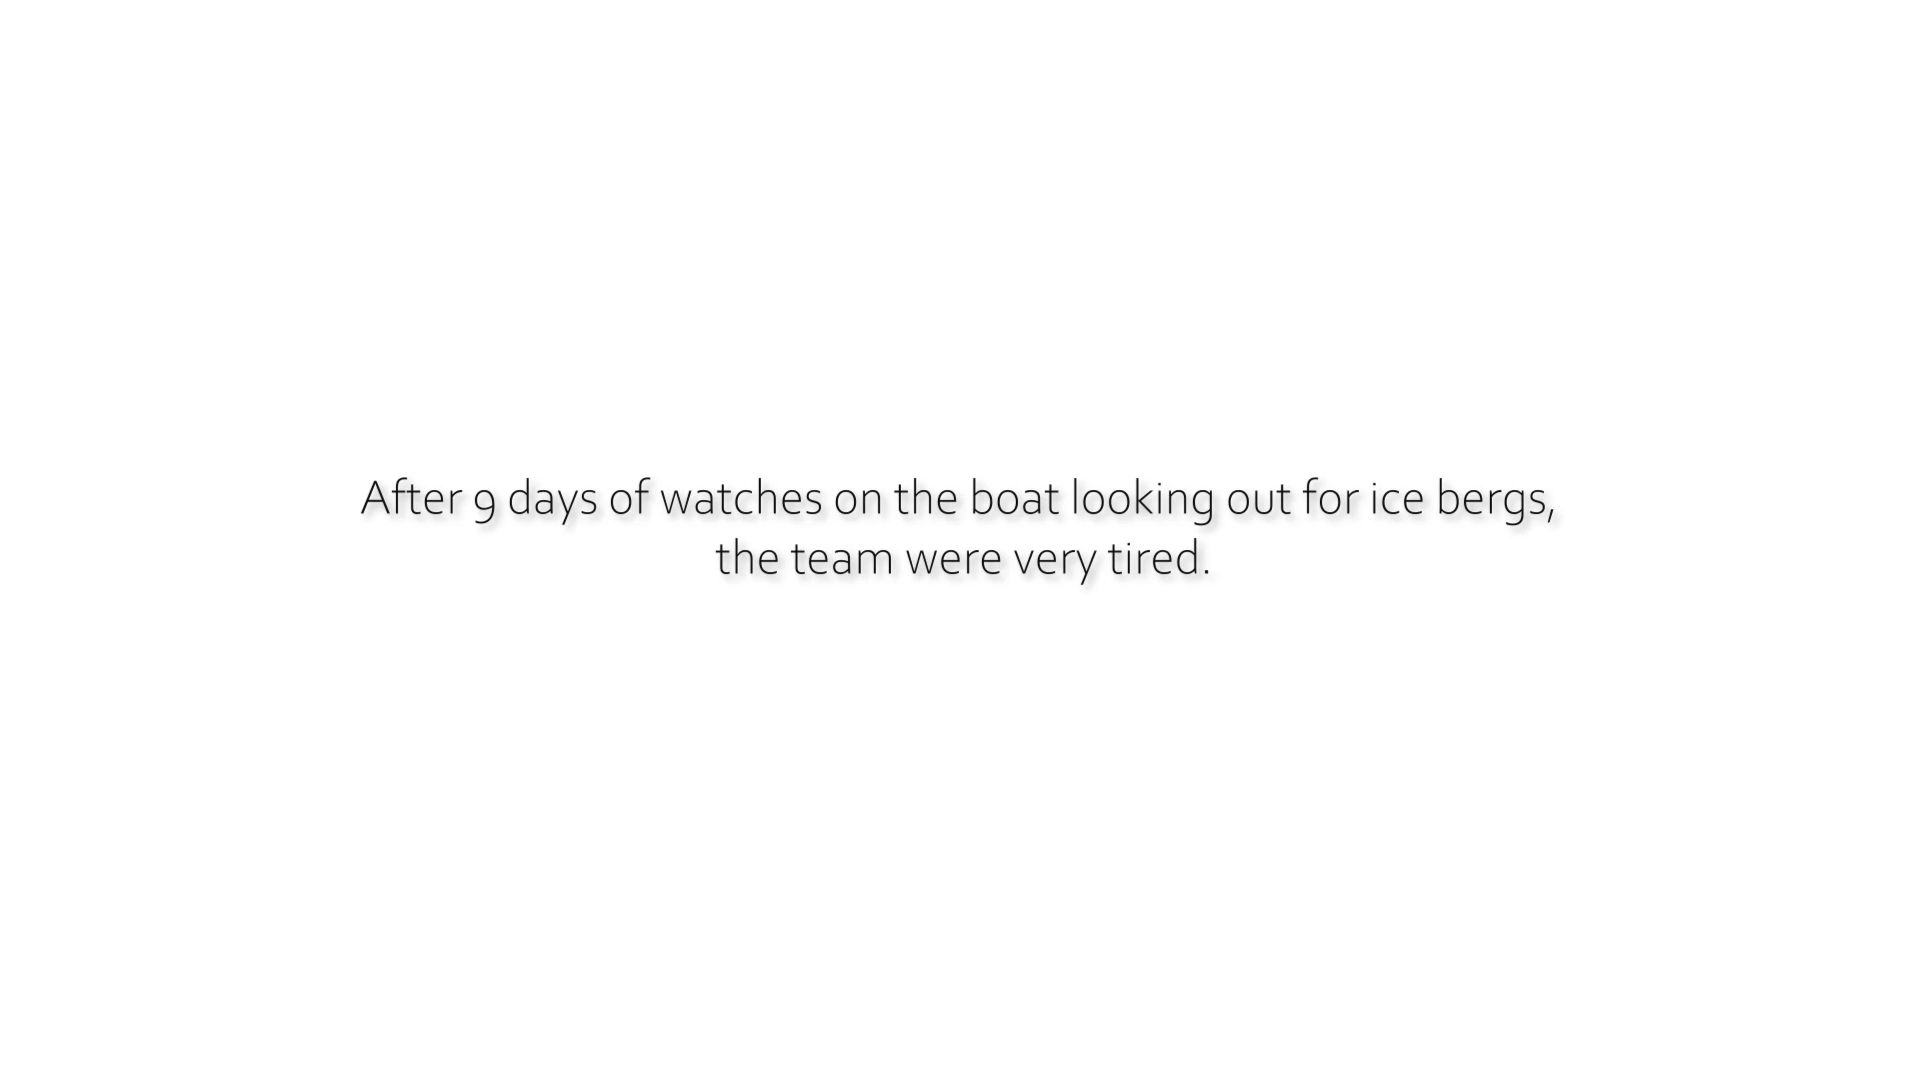 After 9 days of watches on the boat looking out for ice bergs,
the team were very tired.